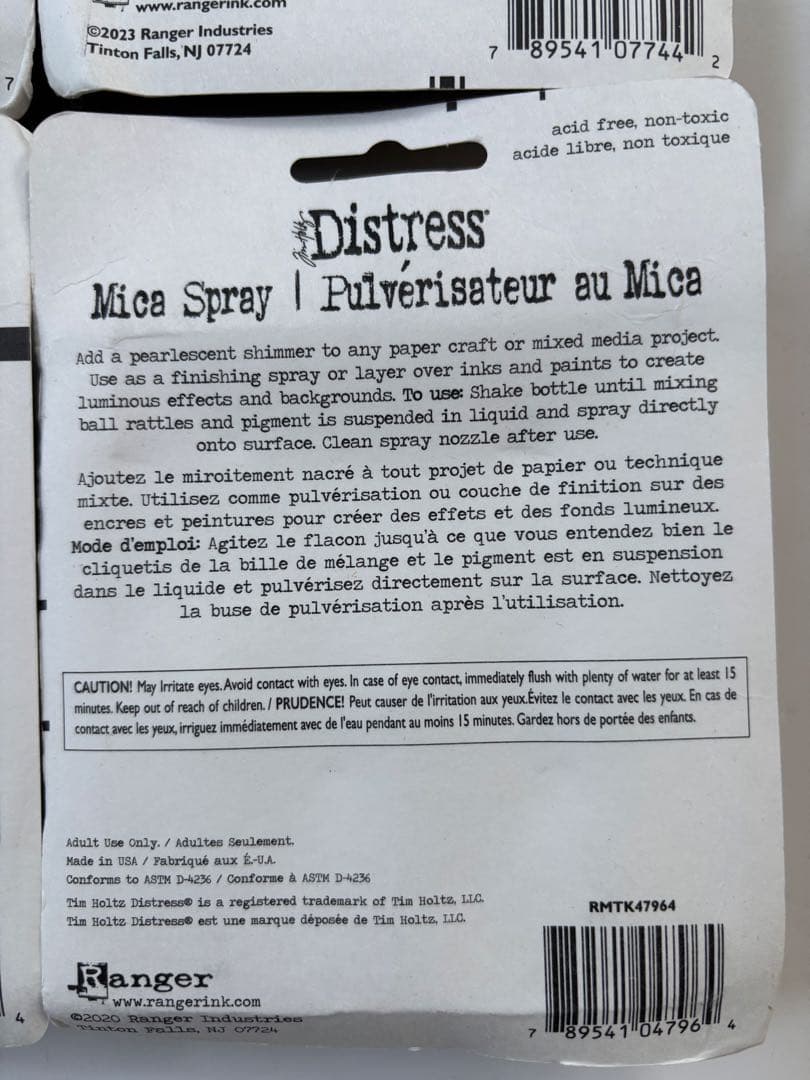 www.rangerink.com
©2023 Ranger Industries
Tinton Falls, NJ 07724
7 89541 07744 2
7
acid free, non-toxic
acide libre, non toxique
Tim Holtz
Distress
Mica Spray | Pulvérisateur au Mica
Add a pearlescent shimmer to any paper craft or mixed media project.
Use as a finishing spray or layer over inks and paints to create
luminous effects and backgrounds. To use: Shake bottle until mixing
ball rattles and pigment is suspended in liquid and spray directly
onto surface. Clean spray nozzle after use.
Ajoutez le miroitement nacré à tout projet de papier ou technique
mixte. Utilisez comme pulvérisation ou couche de finition sur des
encres et peintures pour créer des effets et des fonds lumineux.
Mode d'emploi: Agitez le flacon jusqu'à ce que vous entendez bien le
cliquetis de la bille de mélange et le pigment est en suspension
dans le liquide et pulvérisez directement sur la surface. Nettoyez
la buse de pulvérisation après l'utilisation.
CAUTION! May Irritate eyes. Avoid contact with eyes. In case of eye contact, immediately flush with plenty of water for at least 15
minutes. Keep out of reach of children. / PRUDENCE! Peut causer de l'irritation aux yeux.Évitez le contact avec les yeux. En cas de
contact avec les yeux, irriguez immédiatement avec de l'eau pendant au moins 15 minutes. Gardez hors de portée des enfants.
Adult Use Only. / Adultes Seulement.
Made in USA / Fabriqué aux É.-U.A.
Conforms to ASTM D-4236 / Conforme à ASTM D-4236
Tim Holtz Distress® is a registered trademark of Tim Holtz, LLC.
Tim Holtz Distress® est une marque déposée de Tim Holtz, LLC.
RMTK47964
Ranger
www.rangerink.com
©2020 Ranger Industries
Tinton Falls, NJ 07724
7 89541 04796 4
4